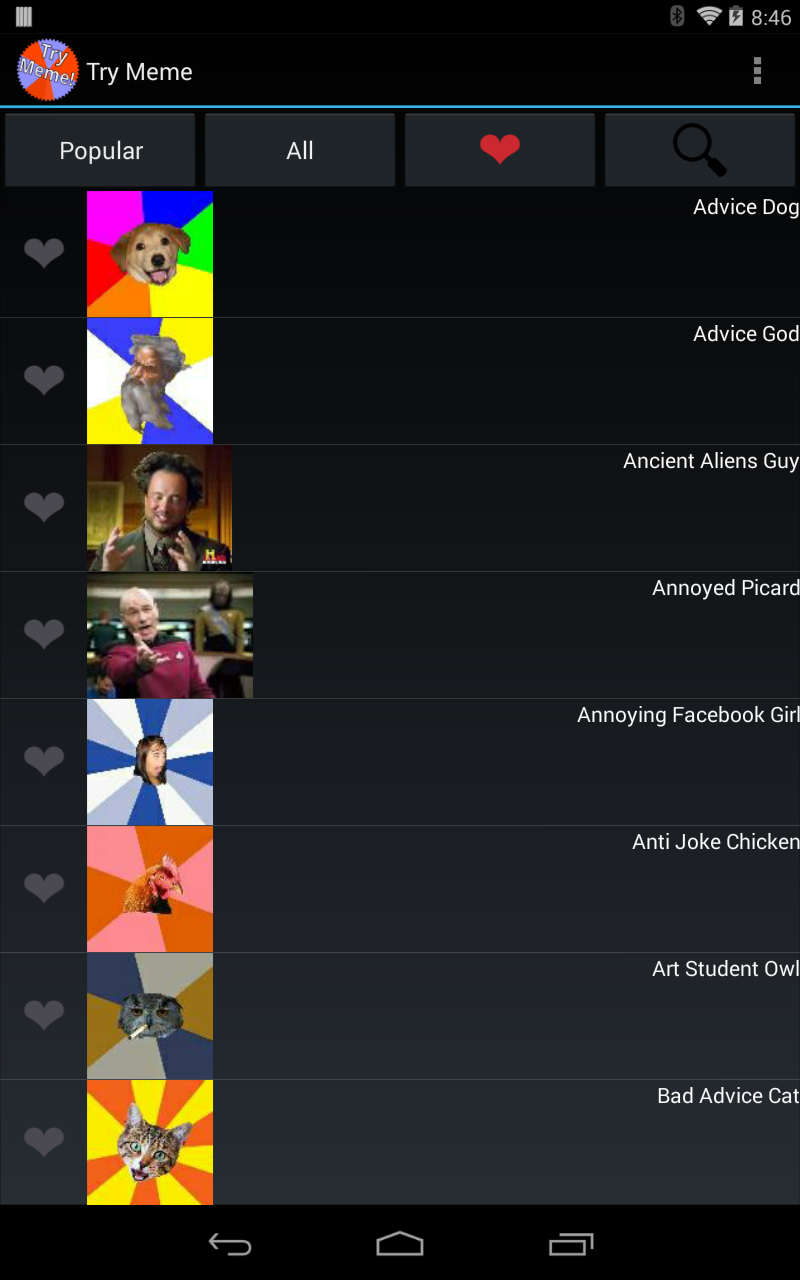 8:46
Try
Meme!
Try Meme
Popular
All
Advice Dog
Advice God
Ancient Aliens Guy
H
Annoyed Picard
Annoying Facebook Girl
Anti Joke Chicken
Art Student Owl
Bad Advice Cat